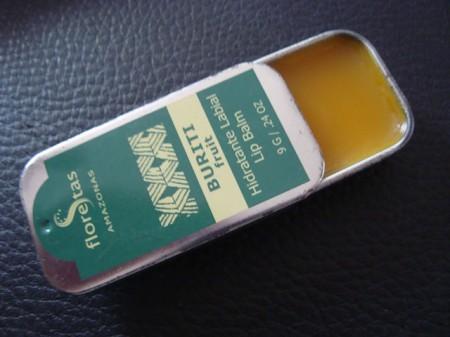 floreStas
AMAZONAS
BURITI
fruit
Hidratante Labial
Lip Balm
9 G / .24 oz